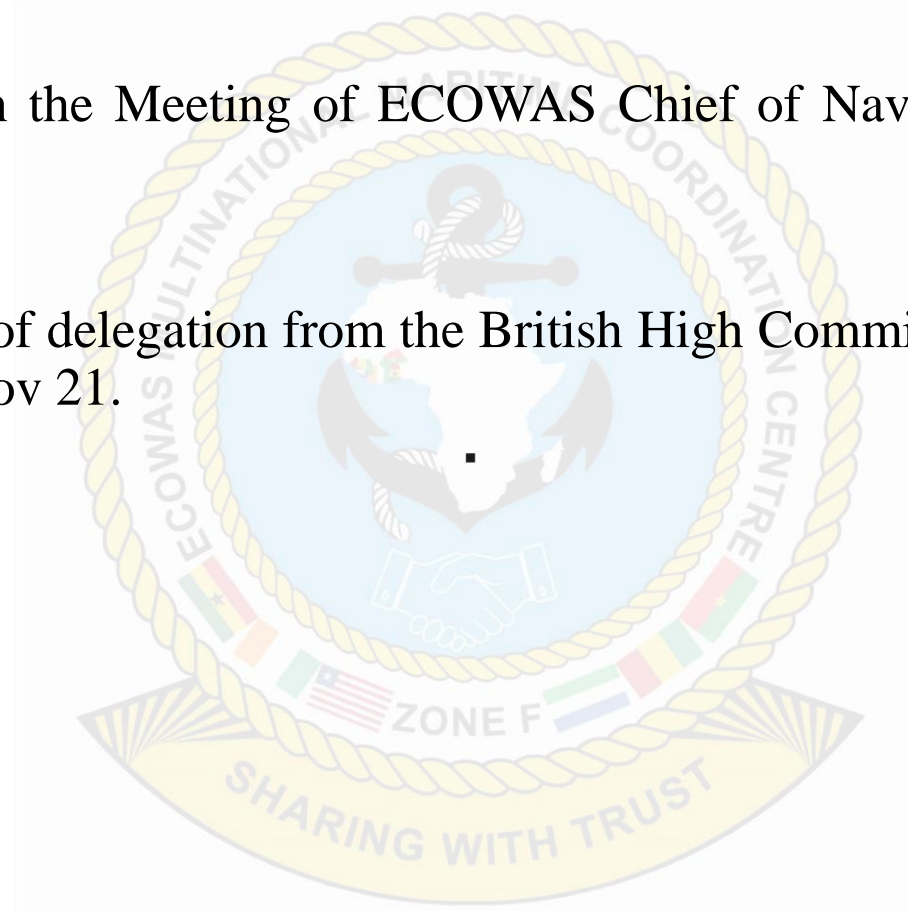 the Meeting of ECOWAS Chief of Nav
of delegation from the British High Commi
ov 21.
ECOWAS MULTINATIONAL MARITIME COORDINATION CENTRE
ZONE F
SHARING WITH TRUST